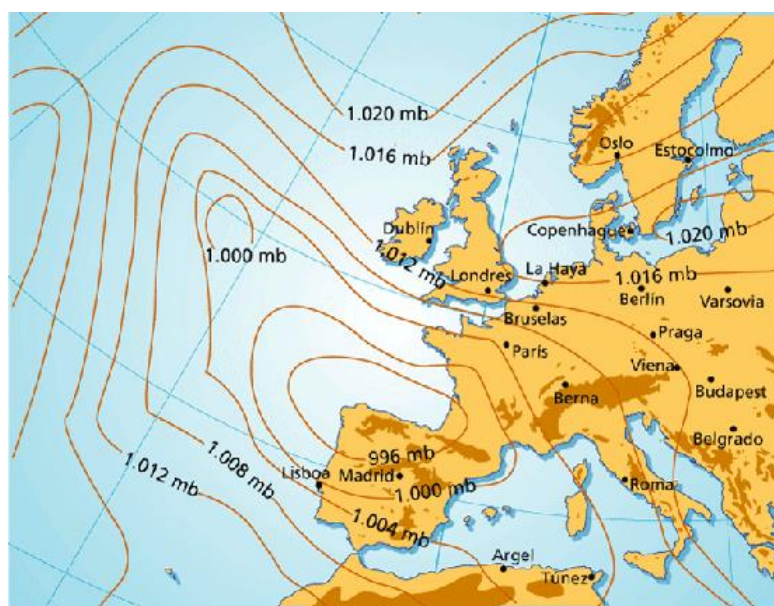 1.020 mb
1.016 mb
Oslo
Estocolmo
Dublín
Copenhague
1.020 mb
1.000 mb
1.012 mb
La Haya
1.016 mb
Londres
Berlín
Varsovia
Bruselas
París
Praga
Viena
Berna
Budapest
Belgrado
1.008 mb
996 mb
1.012 mb
Lisboa
Madrid
1.000 mb
Roma
1.004 mb
Argel
Túnez